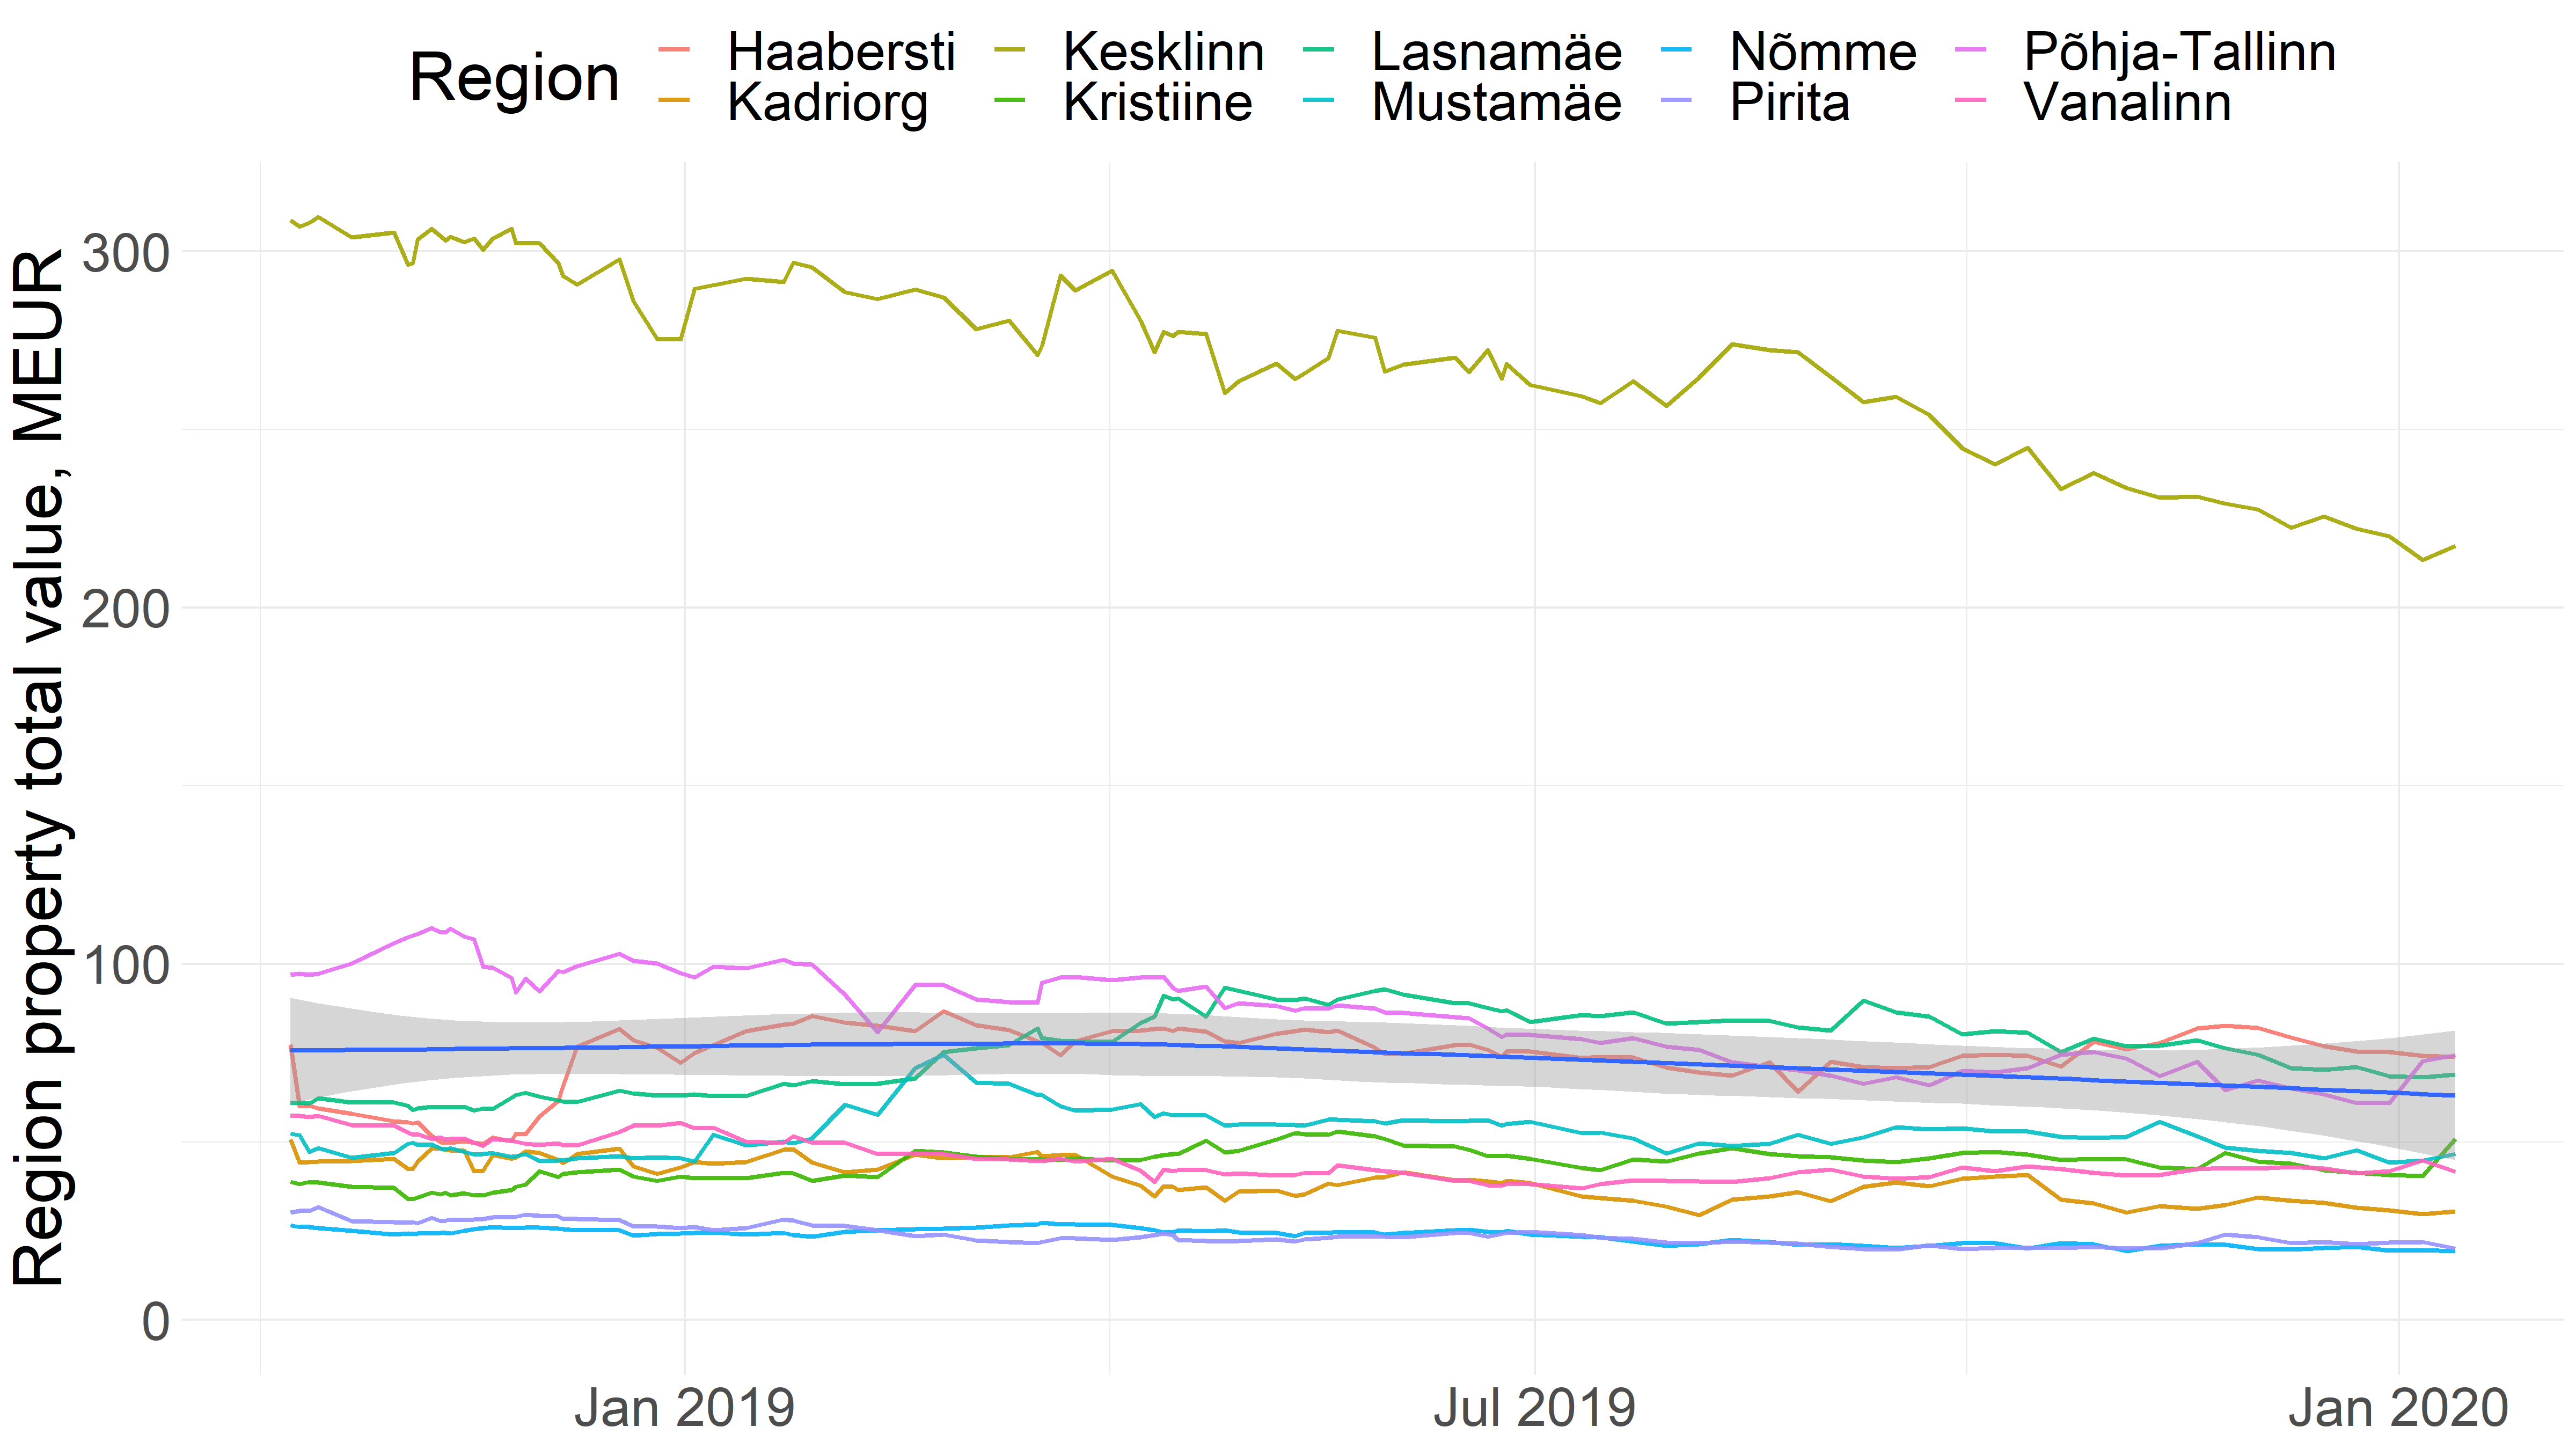 Region
Haabersti Kesklinn Lasnamäe Nõmme Põhja-Tallinn
Kadriorg Kristiine Mustamäe Pirita Vanalinn
Region property total value, MEUR
300
200
100
0
Jan 2019 Jul 2019 Jan 2020